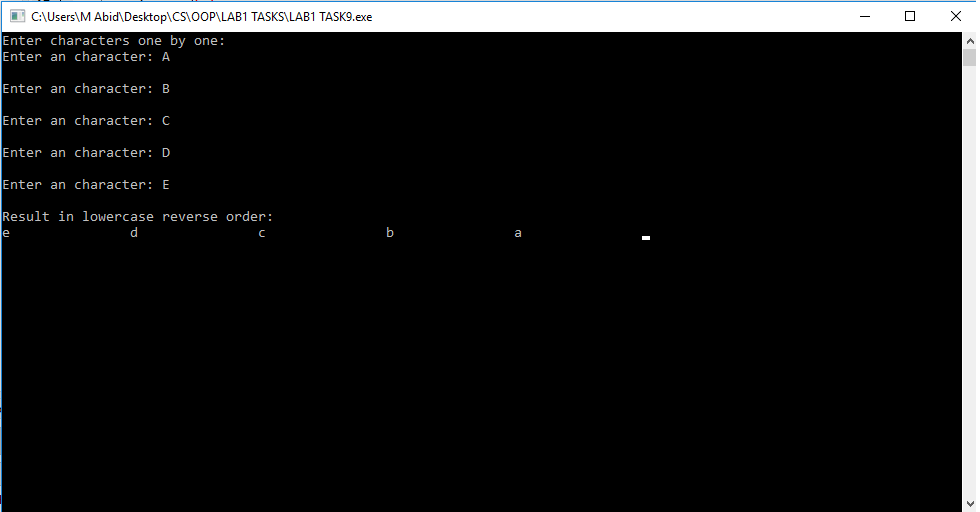 C:\Users\M Abid\Desktop\CS\OOP\LAB1 TASKS\LAB1 TASK9.exe
Enter characters one by one:
Enter an character: A
Enter an character: B
Enter an character: C
Enter an character: D
Enter an character: E
Result in lowercase reverse order:
e d c b a